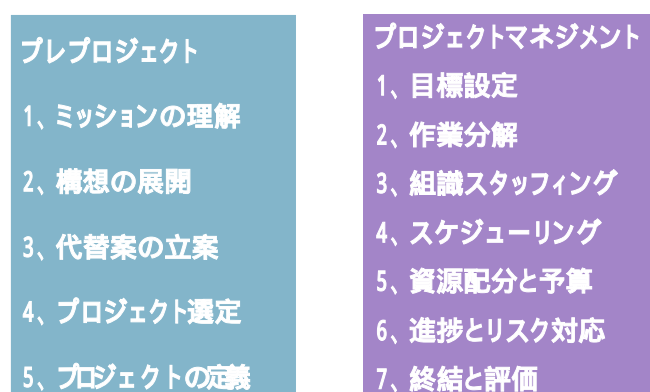 プレプロジェクト
1、ミッションの理解
2、構想の展開
3、代替案の立案
4、プロジェクト選定
5、プロジェクトの定義
プロジェクトマネジメント
1、目標設定
2、作業分解
3、組識スタッフィング
4、スケジューリング
5、資源配分と予算
6、進捗とリスク対応
7、終結と評価